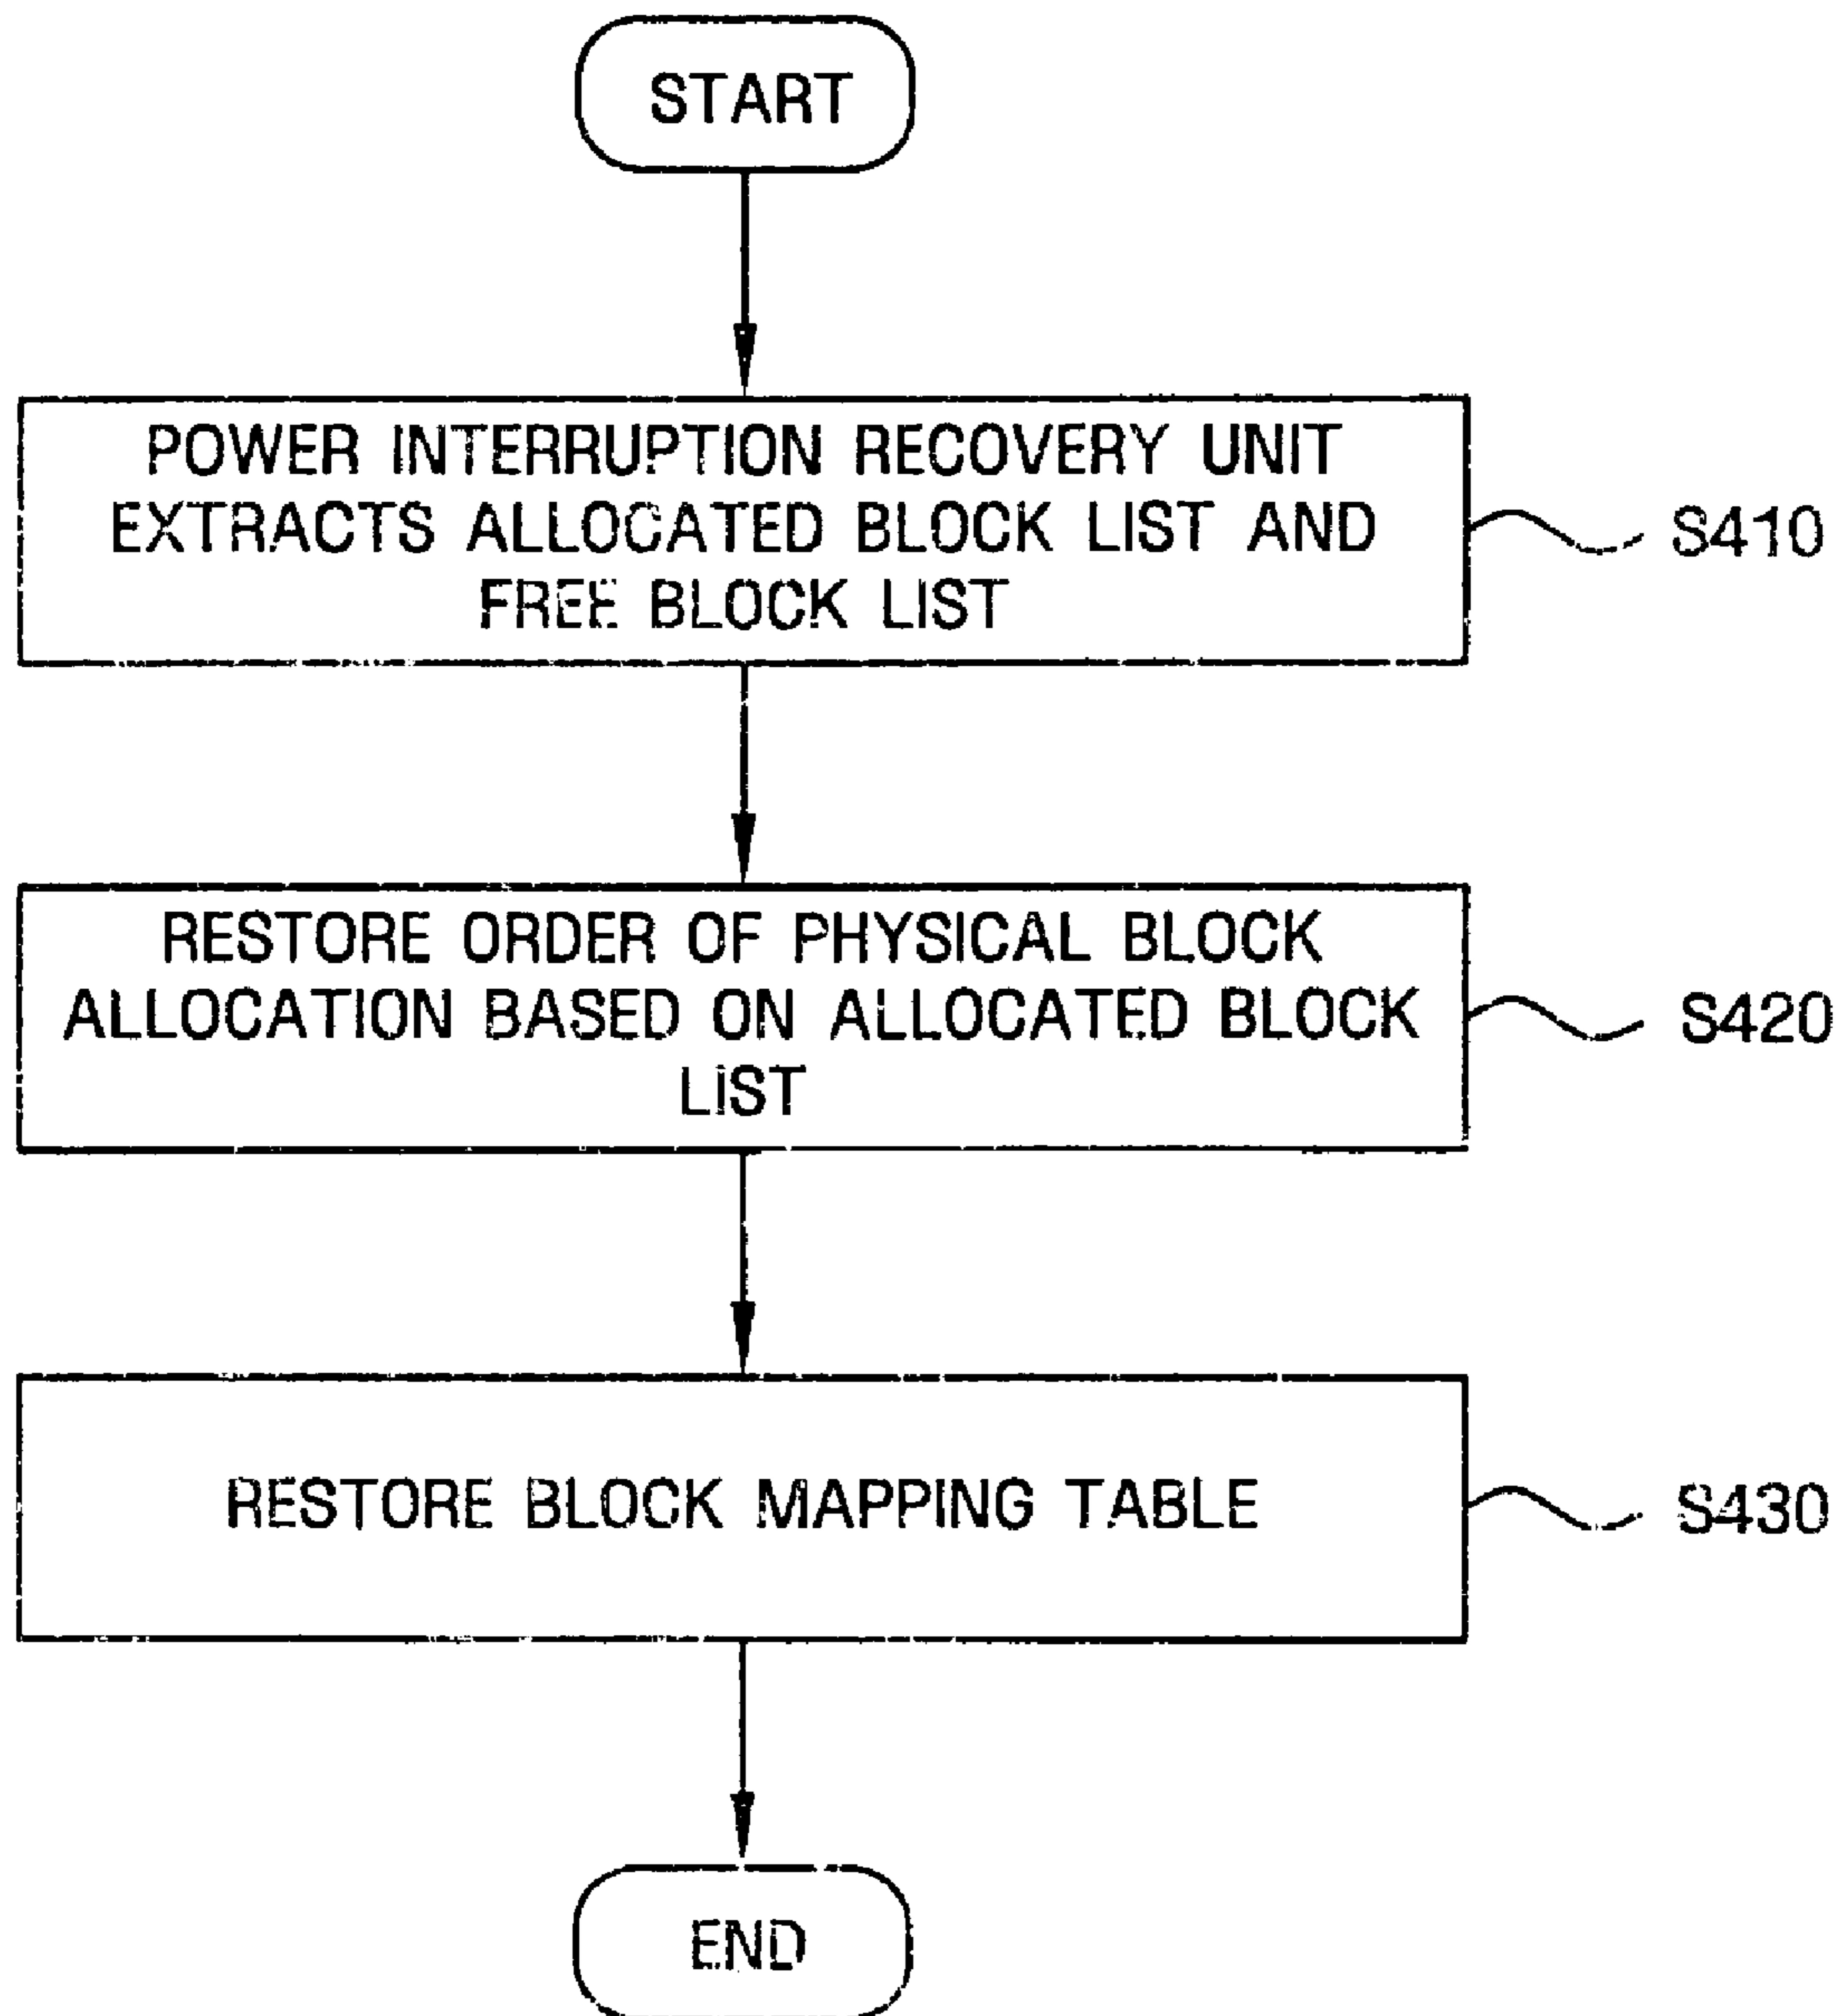 START
POWER INTERRUPTION RECOVERY UNIT
EXTRACTS ALLOCATED BLOCK LIST AND
FREE BLOCK LIST
S410
RESTORE ORDER OF PHYSICAL BLOCK
ALLOCATION BASED ON ALLOCATED BLOCK
LIST
S420
RESTORE BLOCK MAPPING TABLE
S430
END